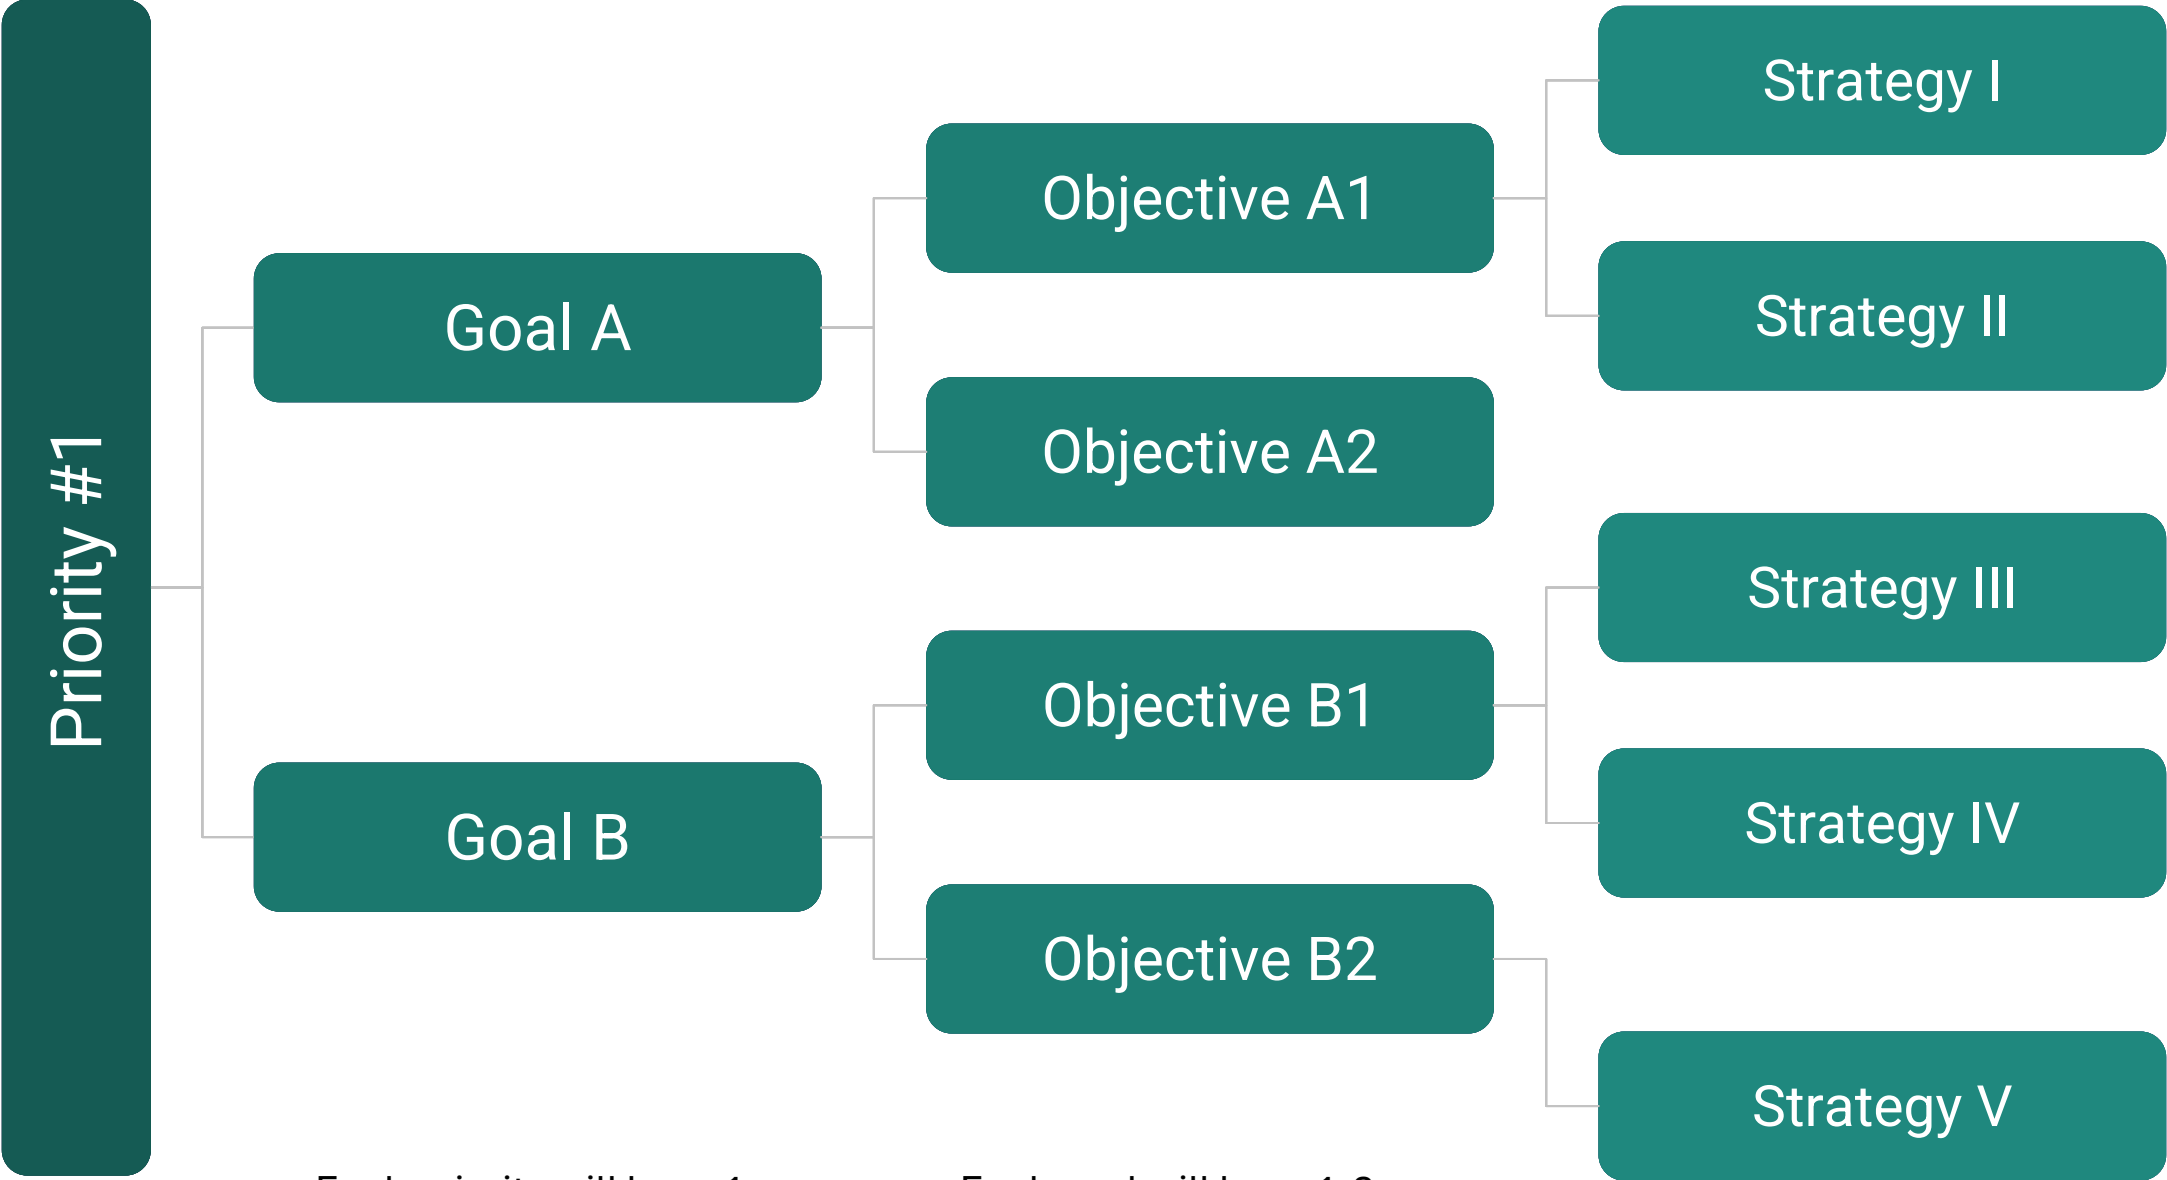 Priority #1
Goal A
Goal B
Objective A1
Objective A2
Objective B1
Objective B2
Strategy I
Strategy II
Strategy III
Strategy IV
Strategy V